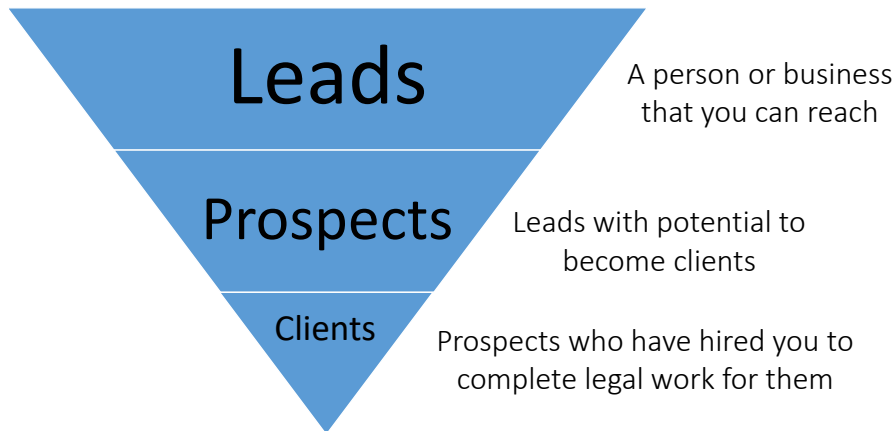 Leads
A person or business
that you can reach
Prospects
Leads with potential to
become clients
Clients
Prospects who have hired you to
complete legal work for them